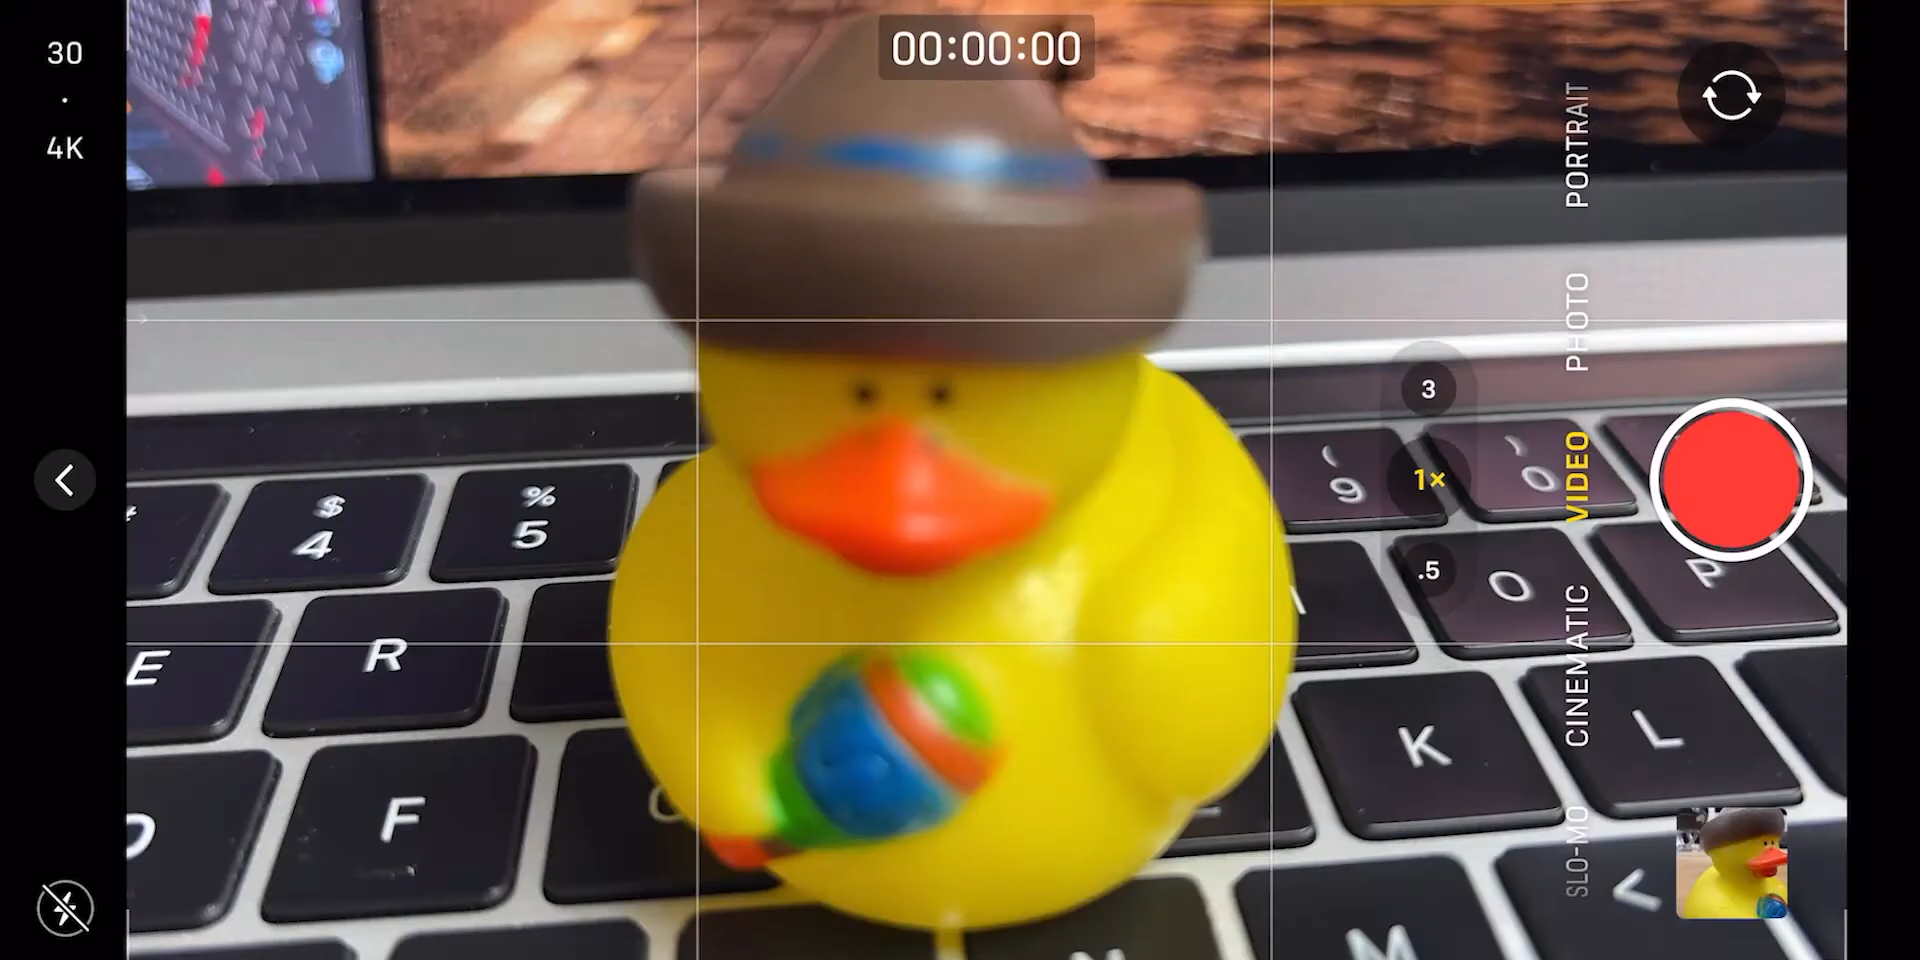 30
·
4K
00:00:00
PORTRAIT
PHOTO
VIDEO
CINEMATIC
SLO-MO
3
1×
.5
$
4
%
5
(
9
)
0
E
R
O
P
D
F
K
L
<
N
M